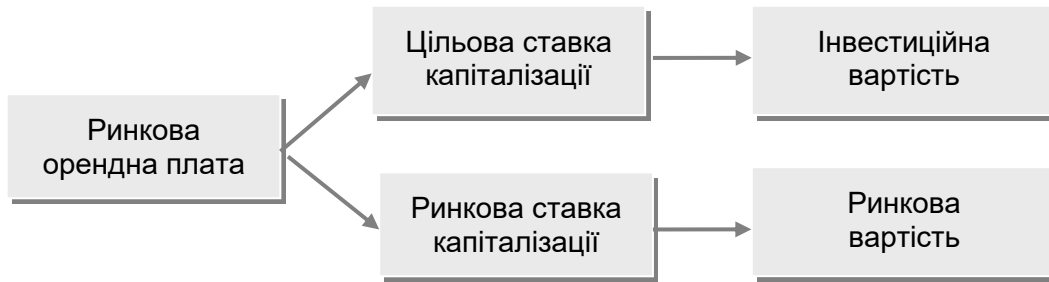 Ринкова
орендна плата
Цільова ставка
капіталізації
Інвестиційна
вартість
Ринкова ставка
капіталізації
Ринкова
вартість